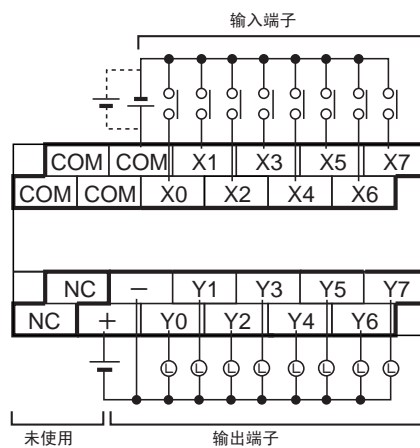 输入端子
COM COM X1 X3 X5 X7
COM COM X0 X2 X4 X6
NC − Y1 Y3 Y5 Y7
NC + Y0 Y2 Y4 Y6
L L L L L L L L
未使用 输出端子